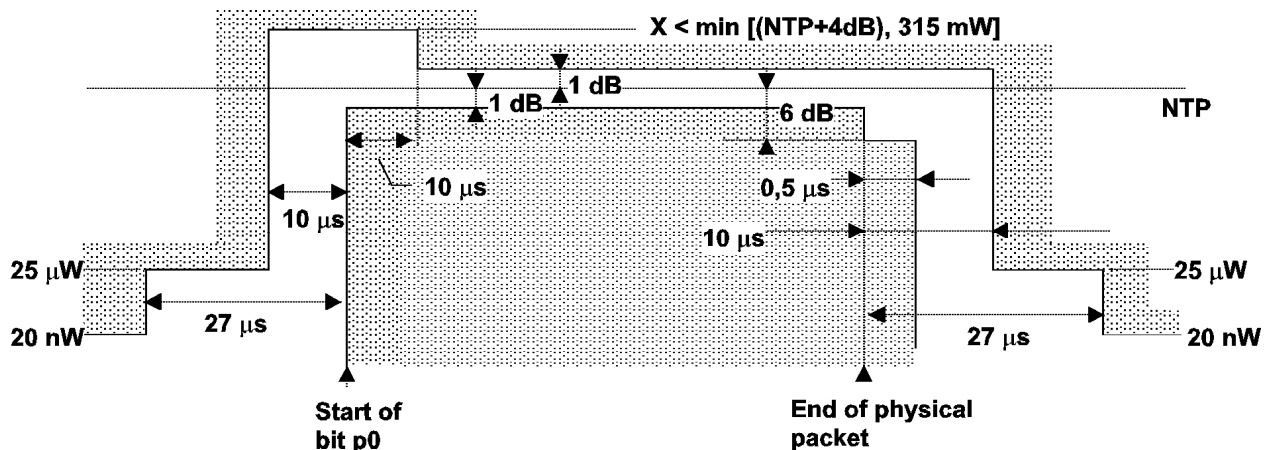 X < min [(NTP+4dB), 315 mW]
1 dB
1 dB
6 dB
NTP
10 μs
0,5 μs
10 μs
10 μs
25 μW
25 μW
27 μs
27 μs
20 nW
20 nW
Start of
bit p0
End of physical
packet